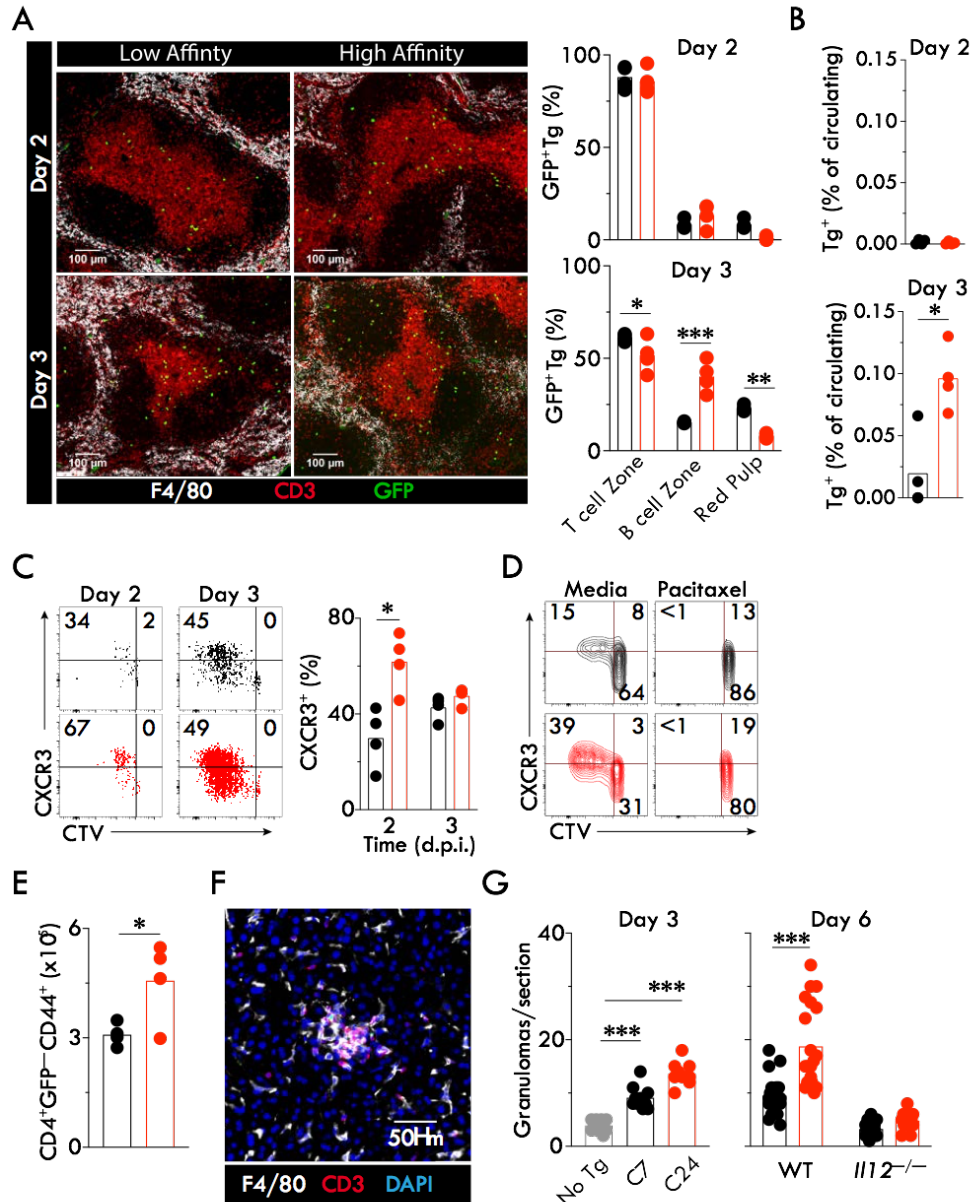 A
Low Affinty
High Affinity
Day 2
100 µm
100 µm
Day 3
100 µm
100 µm
F4/80 CD3 GFP
Day 2
GFP⁺Tg (%)
100
50
0
Day 3
GFP⁺Tg (%)
100
50
0
*
***
**
T cell Zone
B cell Zone
Red Pulp
B
Day 2
Tg⁺ (% of circulating)
0.15
0.10
0.05
0.00
Day 3
Tg⁺ (% of circulating)
0.15
0.10
0.05
0.00
*
C
Day 2
Day 3
34 2
45 0
67 0
49 0
CXCR3
CTV
CXCR3⁺ (%)
80
40
0
*
2 3
Time (d.p.i.)
D
Media
Pacitaxel
15 8
64
<1 13
86
39 3
31
<1 19
80
CXCR3
CTV
E
CD4⁺GFP⁻CD44⁺ (x10⁵)
6
3
0
*
F
50Hm
F4/80 CD3 DAPI
G
Day 3
Day 6
Granulomas/section
40
20
0
***
***
***
No Tg
C7
C24
WT
Il12⁻/⁻